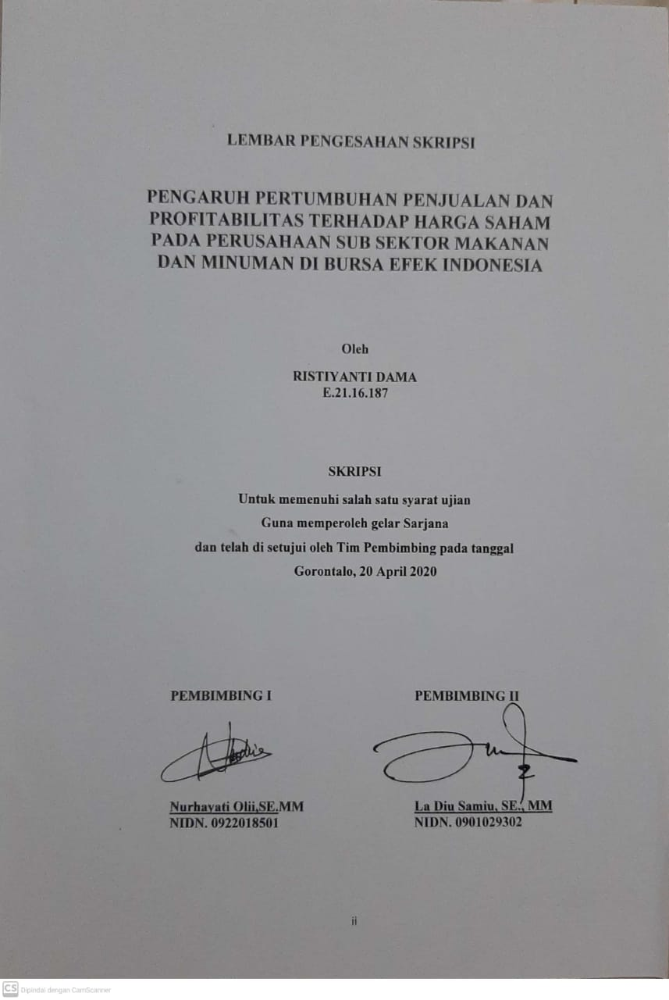 LEMBAR PENGESAHAN SKRIPSI
PENGARUH PERTUMBUHAN PENJUALAN DAN
PROFITABILITAS TERHADAP HARGA SAHAM
PADA PERUSAHAAN SUB SEKTOR MAKANAN
DAN MINUMAN DI BURSA EFEK INDONESIA
Oleh
RISTIYANTI DAMA
E.21.16.187
SKRIPSI
Untuk memenuhi salah satu syarat ujian
Guna memperoleh gelar Sarjana
dan telah di setujui oleh Tim Pembimbing pada tanggal
Gorontalo, 20 April 2020
PEMBIMBING I PEMBIMBING II
Nurhayati Olii,SE.MM La Diu Samiu, SE., MM
NIDN. 0922018501 NIDN. 0901029302
ii
CS Dipindai dengan CamScanner